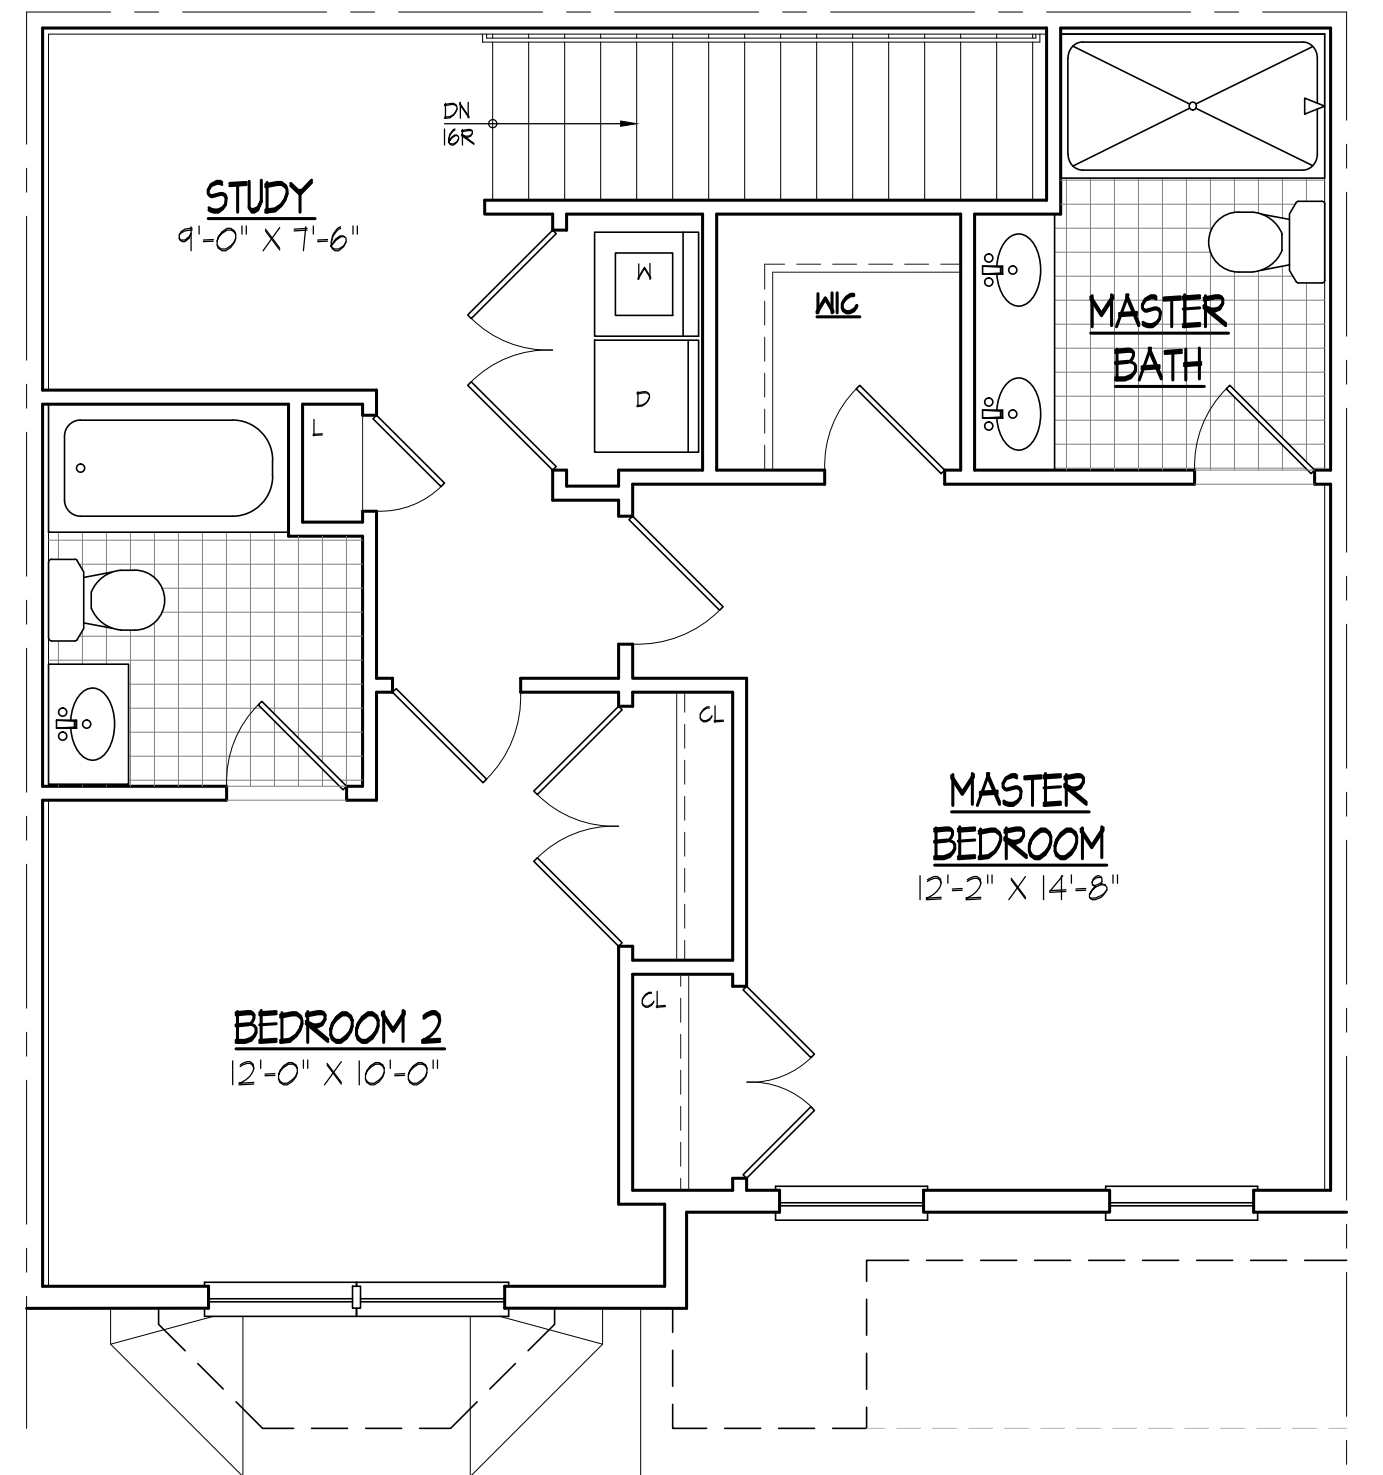 DN
16R
STUDY
9'-0" X 7'-6"
W
WIC
MASTER
BATH
D
L
CL
MASTER
BEDROOM
12'-2" X 14'-8"
CL
BEDROOM 2
12'-0" X 10'-0"